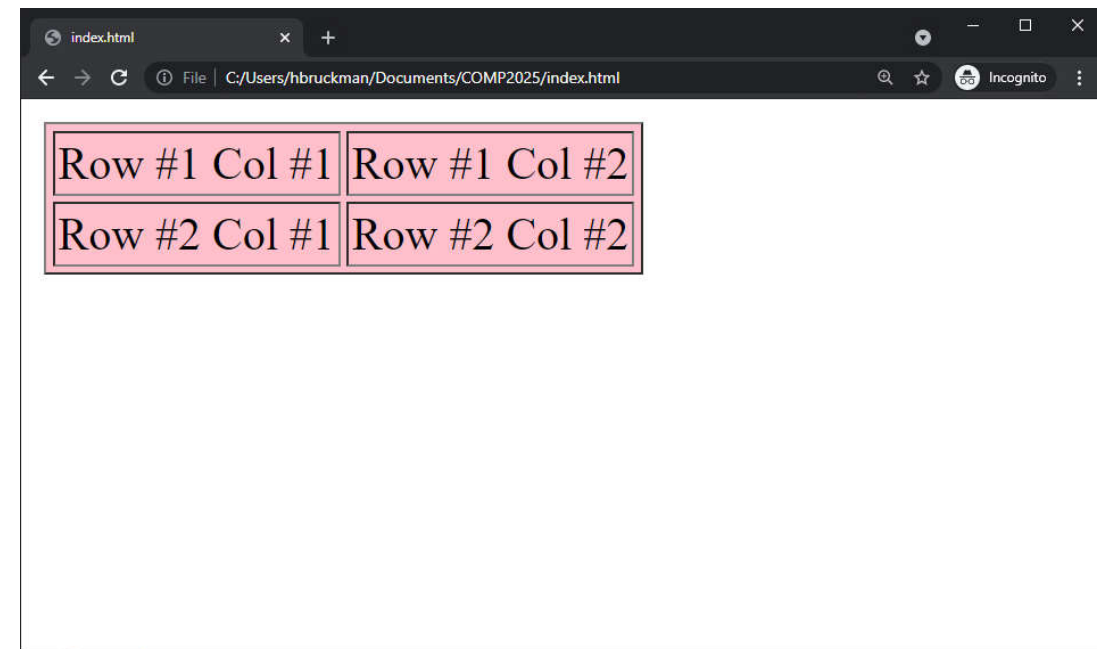 index.html
File C:/Users/hbruckman/Documents/COMP2025/index.html Incognito
Row #1 Col #1 Row #1 Col #2
Row #2 Col #1 Row #2 Col #2